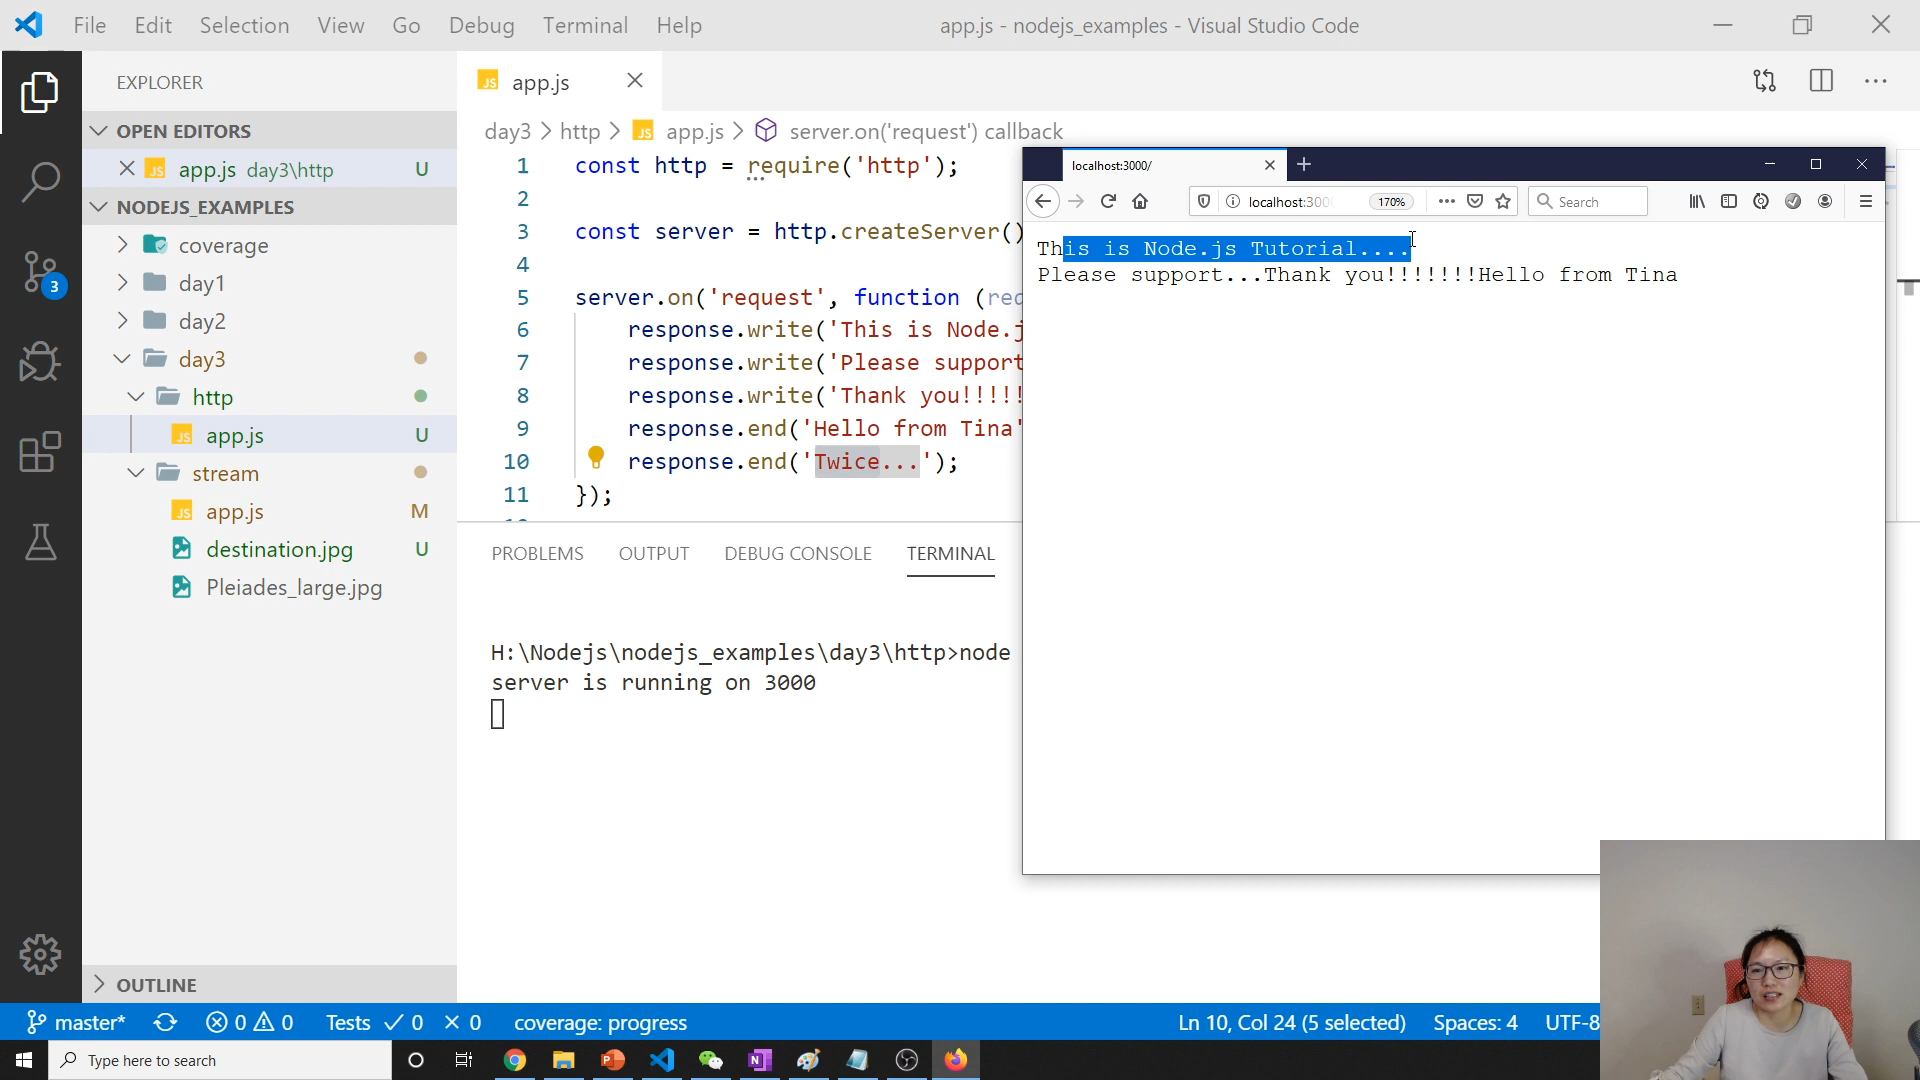 File Edit Selection View Go Debug Terminal Help
app.js - nodejs_examples - Visual Studio Code
EXPLORER
OPEN EDITORS
app.js day3\http U
NODEJS_EXAMPLES
coverage
day1
day2
day3
http
app.js U
stream
app.js M
destination.jpg U
Pleiades_large.jpg
OUTLINE
3
JS app.js
day3 > http > JS app.js > server.on('request') callback
1 const http = require('http');
2
3 const server = http.createServer()
4
5 server.on('request', function (req
6 response.write('This is Node.j
7 response.write('Please support
8 response.write('Thank you!!!!!
9 response.end('Hello from Tina'
10 response.end('Twice...');
11 });
PROBLEMS OUTPUT DEBUG CONSOLE TERMINAL
H:\Nodejs\nodejs_examples\day3\http>node
server is running on 3000
localhost:3000/
localhost:300 170% Search
This is Node.js Tutorial....
Please support...Thank you!!!!!!!Hello from Tina
master* 0 0 Tests 0 0 coverage: progress Ln 10, Col 24 (5 selected) Spaces: 4 UTF-8
Type here to search